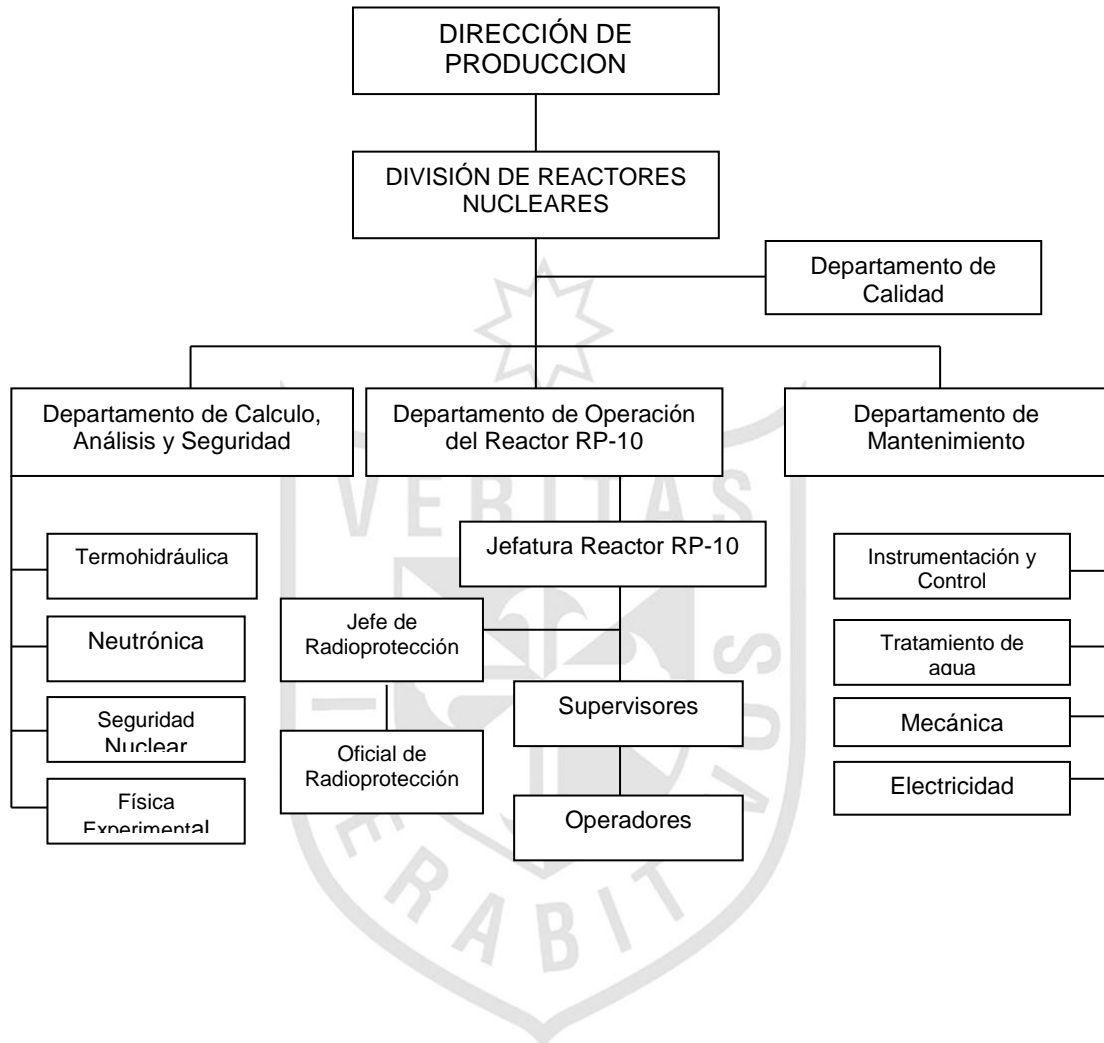 DIRECCIÓN DE
PRODUCCION
DIVISIÓN DE REACTORES
NUCLEARES
Departamento de
Calidad
Departamento de Calculo,
Análisis y Seguridad
Departamento de Operación
del Reactor RP-10
Departamento de
Mantenimiento
Termohidráulica
Neutrónica
Seguridad
Nuclear
Física
Experimental
Jefatura Reactor RP-10
Jefe de
Radioprotección
Oficial de
Radioprotección
Supervisores
Operadores
Instrumentación y
Control
Tratamiento de
agua
Mecánica
Electricidad
VERITAS
LIBERABIT
VOS